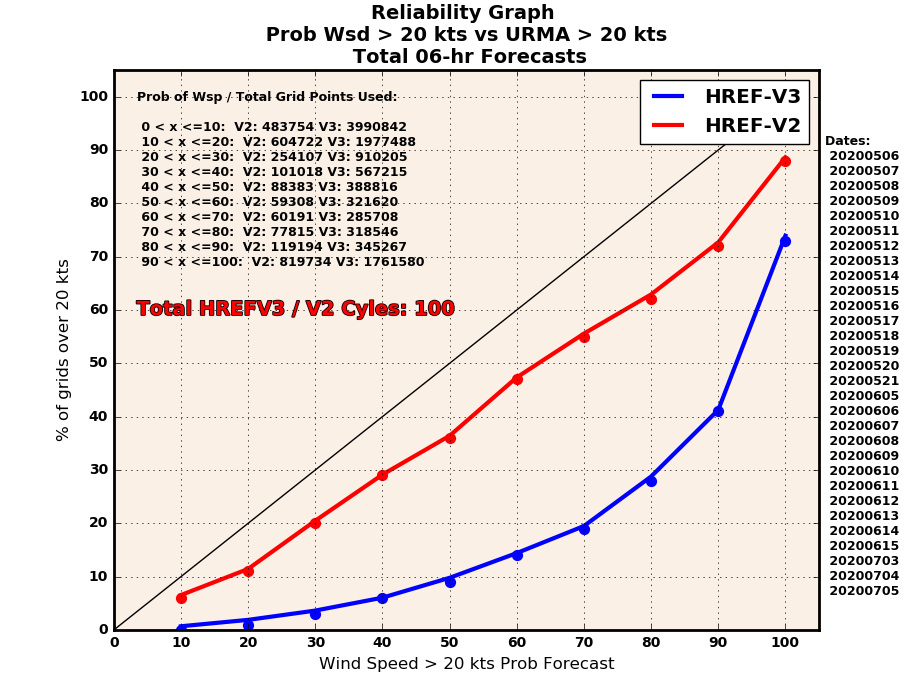 Reliability Graph
Prob Wsd > 20 kts vs URMA > 20 kts
Total 06-hr Forecasts
HREF-V3
HREF-V2
Prob of Wsp / Total Grid Points Used:
0 < x <=10: V2: 483754 V3: 3990842
10 < x <=20: V2: 604722 V3: 1977488
20 < x <=30: V2: 254107 V3: 910205
30 < x <=40: V2: 101018 V3: 567215
40 < x <=50: V2: 88383 V3: 388816
50 < x <=60: V2: 59308 V3: 321620
60 < x <=70: V2: 60191 V3: 285708
70 < x <=80: V2: 77815 V3: 318546
80 < x <=90: V2: 119194 V3: 345267
90 < x <=100: V2: 819734 V3: 1761580
Total HREFV3 / V2 Cyles: 100
% of grids over 20 kts
100
90
80
70
60
50
40
30
20
10
0
0 10 20 30 40 50 60 70 80 90 100
Wind Speed > 20 kts Prob Forecast
Dates:
20200506
20200507
20200508
20200509
20200510
20200511
20200512
20200513
20200514
20200515
20200516
20200517
20200518
20200519
20200520
20200521
20200605
20200606
20200607
20200608
20200609
20200610
20200611
20200612
20200613
20200614
20200615
20200703
20200704
20200705